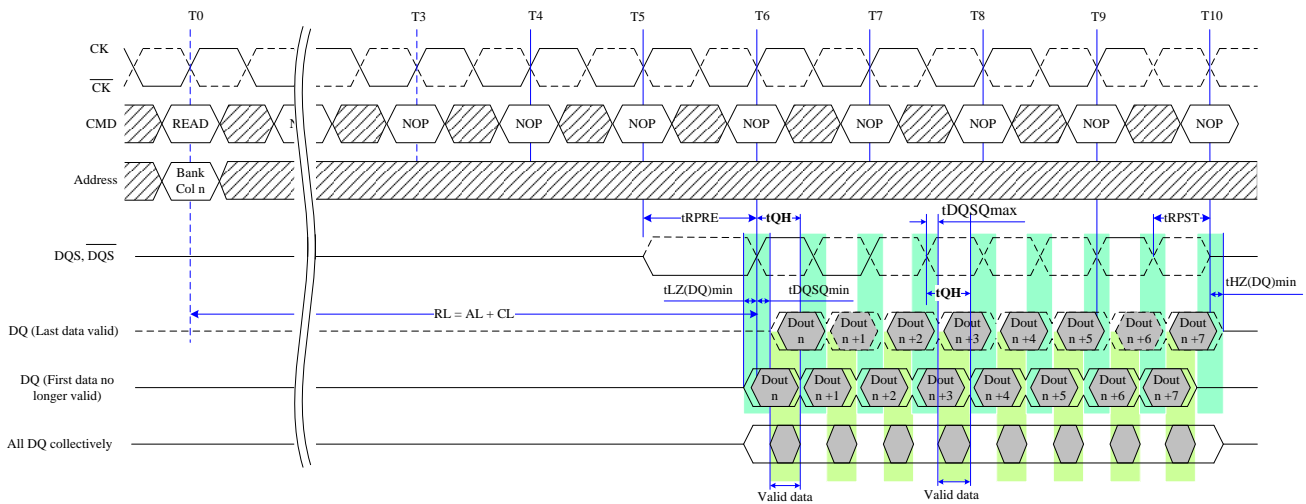 T0 T3 T4 T5 T6 T7 T8 T9 T10
CK
CK
CMD READ N NOP NOP NOP NOP NOP NOP NOP NOP
Address Bank
Col n
tRPRE tQH tDQSQmax tRPST
DQS, DQS
tLZ(DQ)min tDQSQmin tQH tHZ(DQ)min
RL = AL + CL
DQ (Last data valid)
Dout Dout Dout Dout Dout Dout Dout Dout
n n +1 n +2 n +3 n +4 n +5 n +6 n +7
DQ (First data no
longer valid)
Dout Dout Dout Dout Dout Dout Dout Dout
n n +1 n +2 n +3 n +4 n +5 n +6 n +7
All DQ collectively
Valid data Valid data